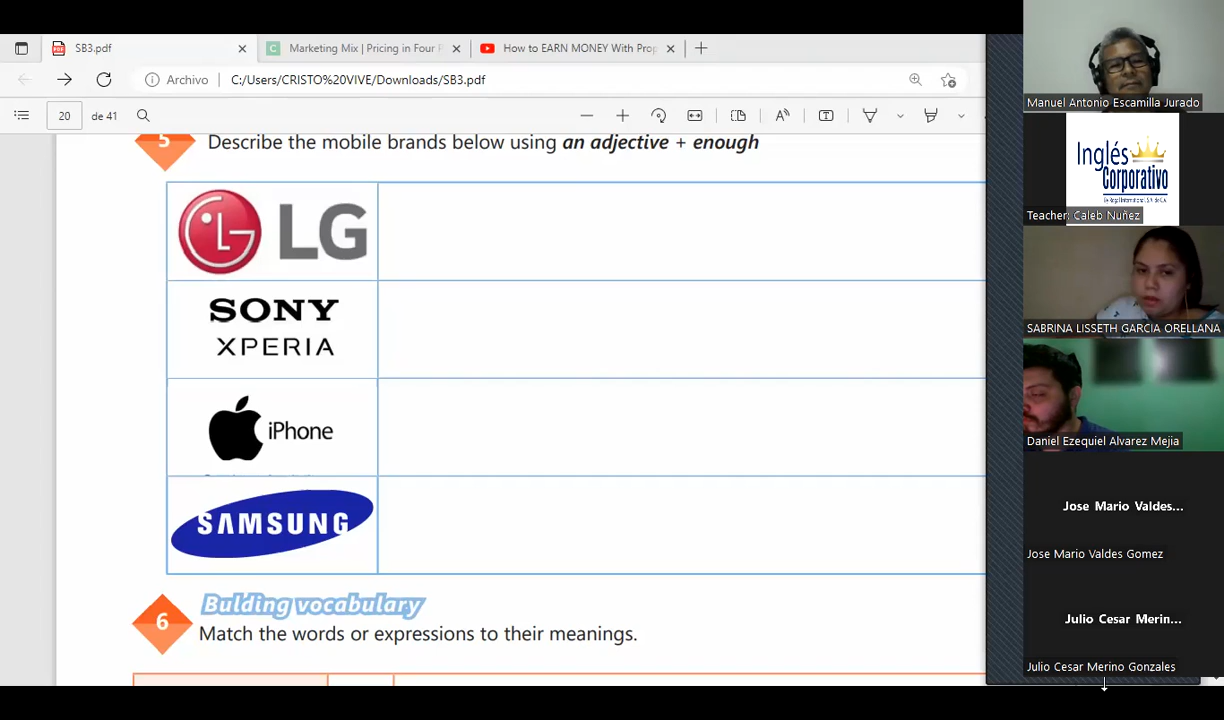 SB3.pdf
Marketing Mix | Pricing in Four P
How to EARN MONEY With Prop
Archivo
C:/Users/CRISTO%20VIVE/Downloads/SB3.pdf
20
de 41
5
Describe the mobile brands below using an adjective + enough
LG
SONY
XPERIA
iPhone
SAMSUNG
6
Bulding vocabulary
Match the words or expressions to their meanings.
Manuel Antonio Escamilla Jurado
Inglés
Corporativo
Teacher: Caleb Nuñez
SABRINA LISSETH GARCIA ORELLANA
Daniel Ezequiel Alvarez Mejia
Jose Mario Valdes...
Jose Mario Valdes Gomez
Julio Cesar Merin...
Julio Cesar Merino Gonzales